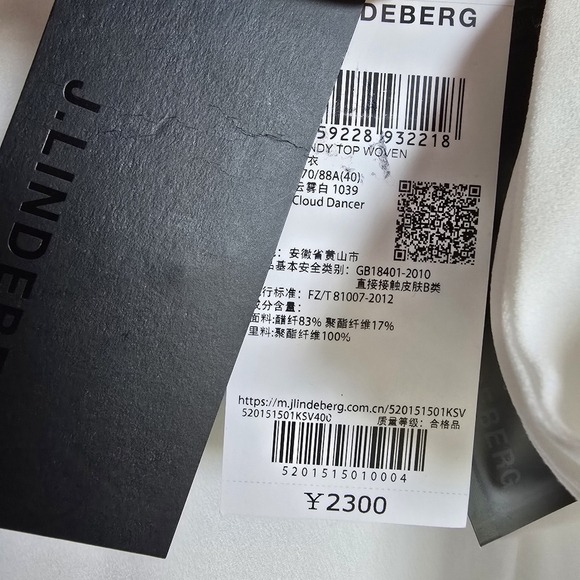 J.LINDEBE
DEBERG
59228 932218
NDY TOP WOVEN
衣
70/88A(40)
云雾白 1039
Cloud Dancer
安徽省黄山市
基本安全类别： GB18401-2010
直接接触皮肤B类
行标准： FZ/T 81007-2012
成分含量：
面料:醋纤83% 聚酯纤维17%
里料:聚酯纤维100%
https://m.jlindeberg.com.cn/520151501KSV
520151501KSV400 质量等级：合格品
5201515010004
￥2300
BERG